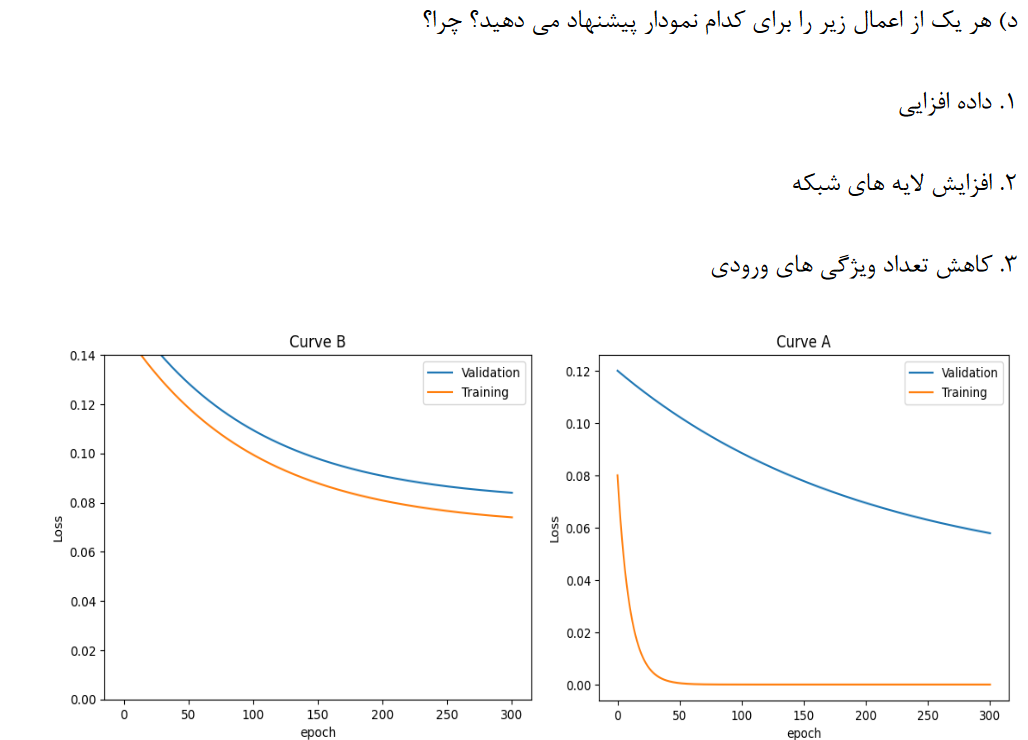 د) هر یک از اعمال زیر را برای کدام نمودار پیشنهاد می دهید؟ چرا؟
۱. داده افزایی
۲. افزایش لایه های شبکه
۳. کاهش تعداد ویژگی های ورودی
Curve B
Validation
Training
0.14
0.12
0.10
0.08
0.06
0.04
0.02
0.00
Loss
0 50 100 150 200 250 300
epoch
Curve A
Validation
Training
0.12
0.10
0.08
0.06
0.04
0.02
0.00
Loss
0 50 100 150 200 250 300
epoch